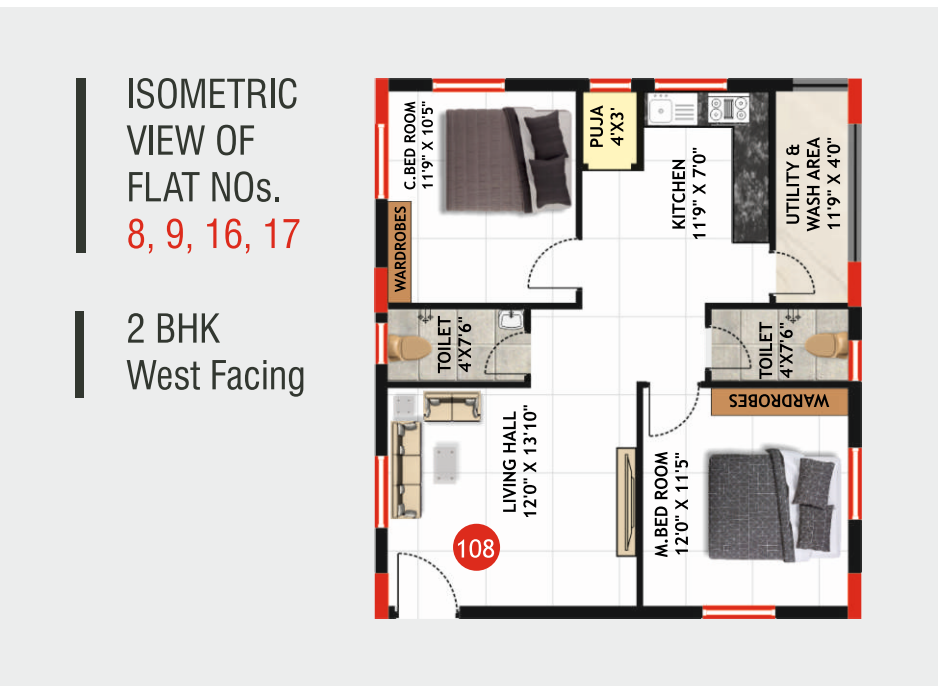 ISOMETRIC
VIEW OF
FLAT NOs.
8, 9, 16, 17
2 BHK
West Facing
C.BED ROOM
11'9" X 10'5"
WARDROBES
PUJA
4'X3'
KITCHEN
11'9" X 7'0"
UTILITY &
WASH AREA
11'9" X 4'0"
TOILET
4'X7'6"
TOILET
4'X7'6"
WARDROBES
LIVING HALL
12'0" X 13'10"
M.BED ROOM
12'0" X 11'5"
108